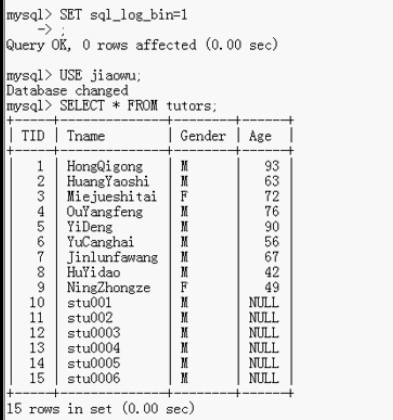 mysql> SET sql_log_bin=1
    -> ;
Query OK, 0 rows affected (0.00 sec)
mysql> USE jiaowu;
Database changed
mysql> SELECT * FROM tutors;
+-----+--------------+--------+------+
| TID | Tname        | Gender | Age  |
+-----+--------------+--------+------+
|   1 | HongQigong   | M      |   93 |
|   2 | HuangYaoshi  | M      |   63 |
|   3 | Miejueshitai | F      |   72 |
|   4 | OuYangfeng   | M      |   76 |
|   5 | YiDeng       | M      |   90 |
|   6 | YuCanghai    | M      |   56 |
|   7 | Jinlunfawang | M      |   67 |
|   8 | HuYidao      | M      |   42 |
|   9 | NingZhongze  | F      |   49 |
|  10 | stu001       | M      | NULL |
|  11 | stu002       | M      | NULL |
|  12 | stu0003      | M      | NULL |
|  13 | stu0004      | M      | NULL |
|  14 | stu0005      | M      | NULL |
|  15 | stu0006      | M      | NULL |
+-----+--------------+--------+------+
15 rows in set (0.00 sec)